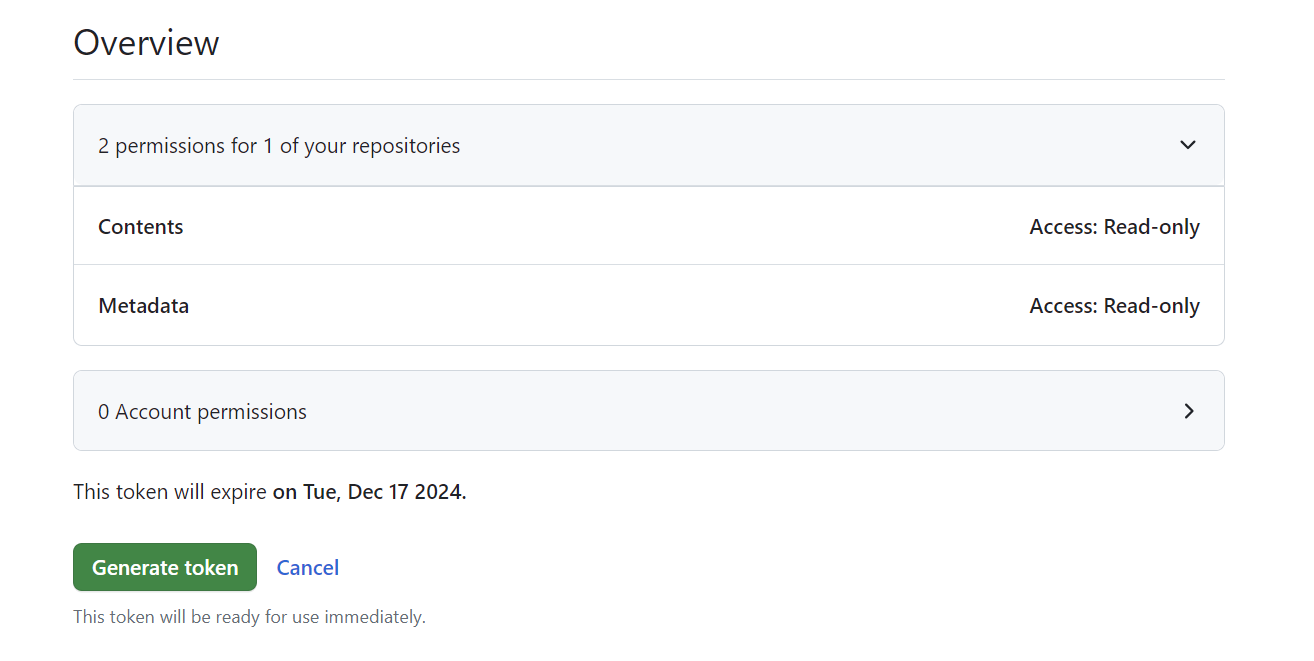 Overview
2 permissions for 1 of your repositories
Contents Access: Read-only
Metadata Access: Read-only
0 Account permissions
This token will expire on Tue, Dec 17 2024.
Generate token Cancel
This token will be ready for use immediately.